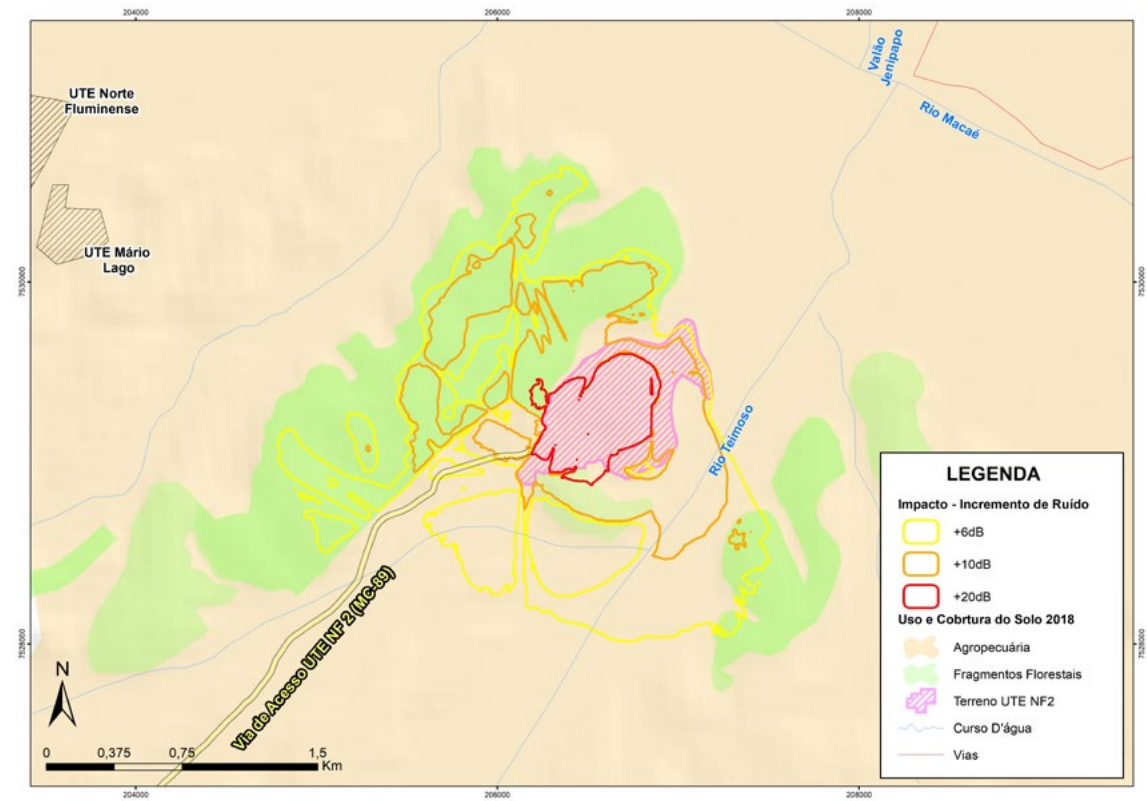 204000
206000
208000
UTE Norte
Fluminense
Valão
Jenipapo
Rio Macaé
UTE Mário
Lago
7530000
7530000
Rio Teimoso
Via de Acesso UTE NF 2 (MC-89)
7528000
7528000
N
0
0,375
0,75
1,5
Km
LEGENDA
Impacto - Incremento de Ruído
+6dB
+10dB
+20dB
Uso e Cobrtura do Solo 2018
Agropecuária
Fragmentos Florestais
Terreno UTE NF2
Curso D'água
Vias
204000
206000
208000